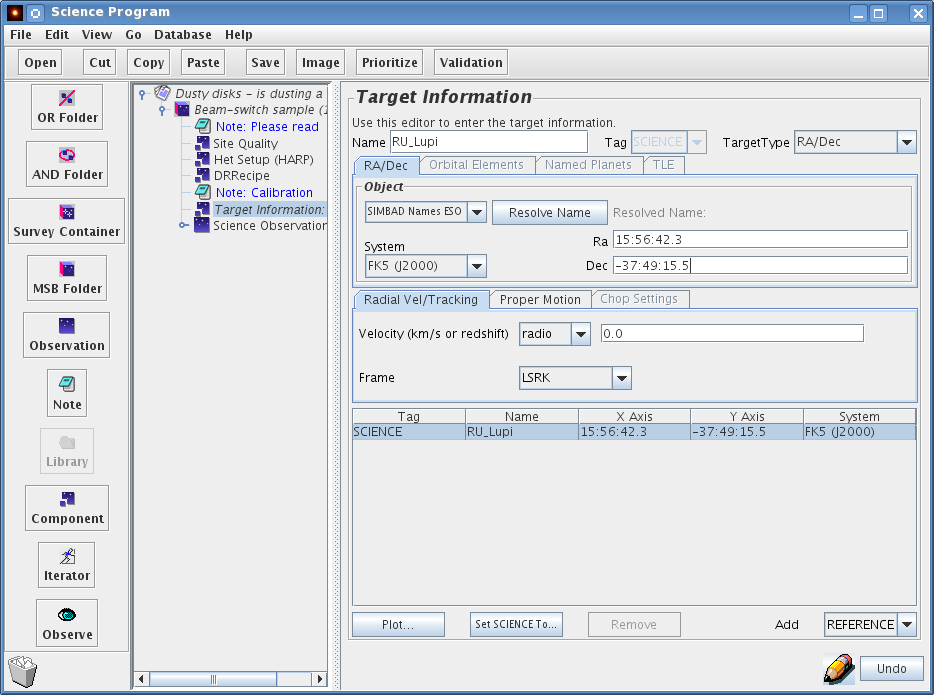 Science Program
File Edit View Go Database Help
Open Cut Copy Paste Save Image Prioritize Validation
OR Folder
AND Folder
Survey Container
MSB Folder
Observation
Note
Library
Component
Iterator
Observe
Dusty disks - is dusting a
Beam-switch sample (1
Note: Please read
Site Quality
Het Setup (HARP)
DRRecipe
Note: Calibration
Target Information:
Science Observation
Target Information
Use this editor to enter the target information.
Name RU_Lupi Tag SCIENCE TargetType RA/Dec
RA/Dec Orbital Elements Named Planets TLE
Object
SIMBAD Names ESO Resolve Name Resolved Name:
Ra 15:56:42.3
System
FK5 (J2000) Dec -37:49:15.5
Radial Vel/Tracking Proper Motion Chop Settings
Velocity (km/s or redshift) radio 0.0
Frame LSRK
Tag Name X Axis Y Axis System
SCIENCE RU_Lupi 15:56:42.3 -37:49:15.5 FK5 (J2000)
Plot... Set SCIENCE To... Remove Add REFERENCE
Undo